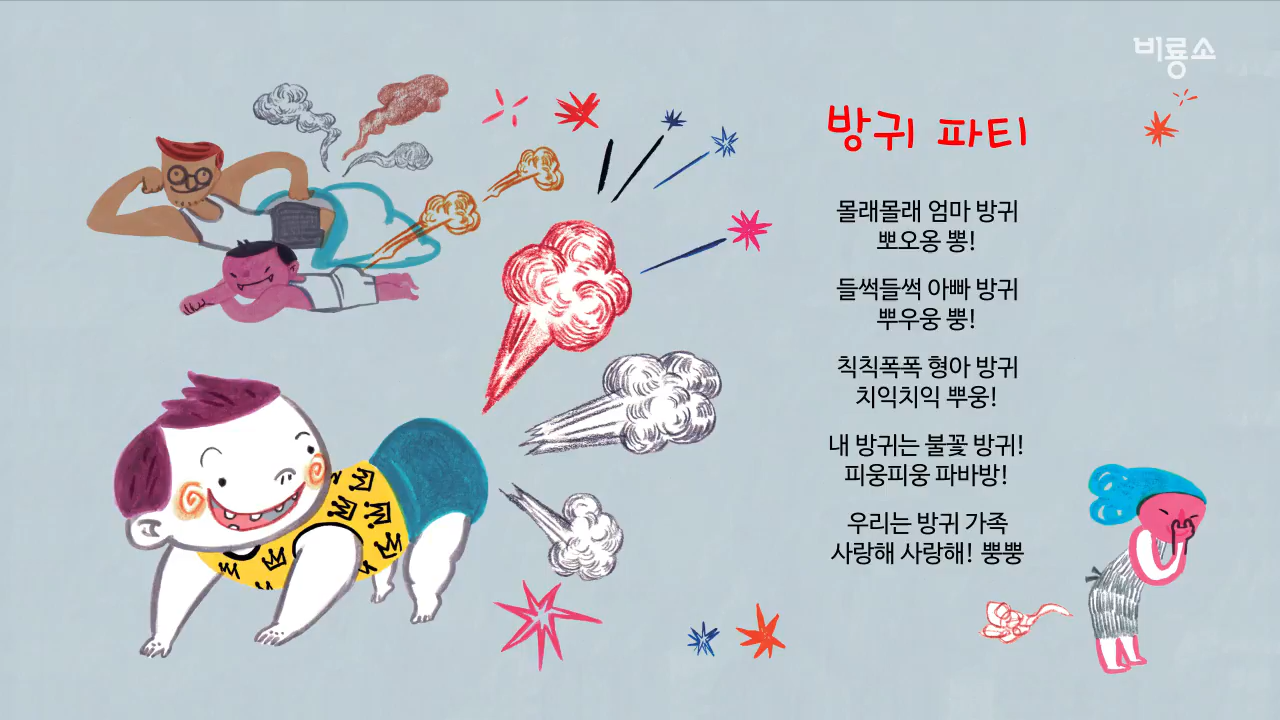 비룡소
방귀 파티
몰래몰래 엄마 방귀
뽀오옹 뽕!
들썩들썩 아빠 방귀
뿌우웅 뿡!
칙칙폭폭 형아 방귀
치익치익 뿌웅!
내 방귀는 불꽃 방귀!
피웅피웅 파바방!
우리는 방귀 가족
사랑해 사랑해! 뿡뿡